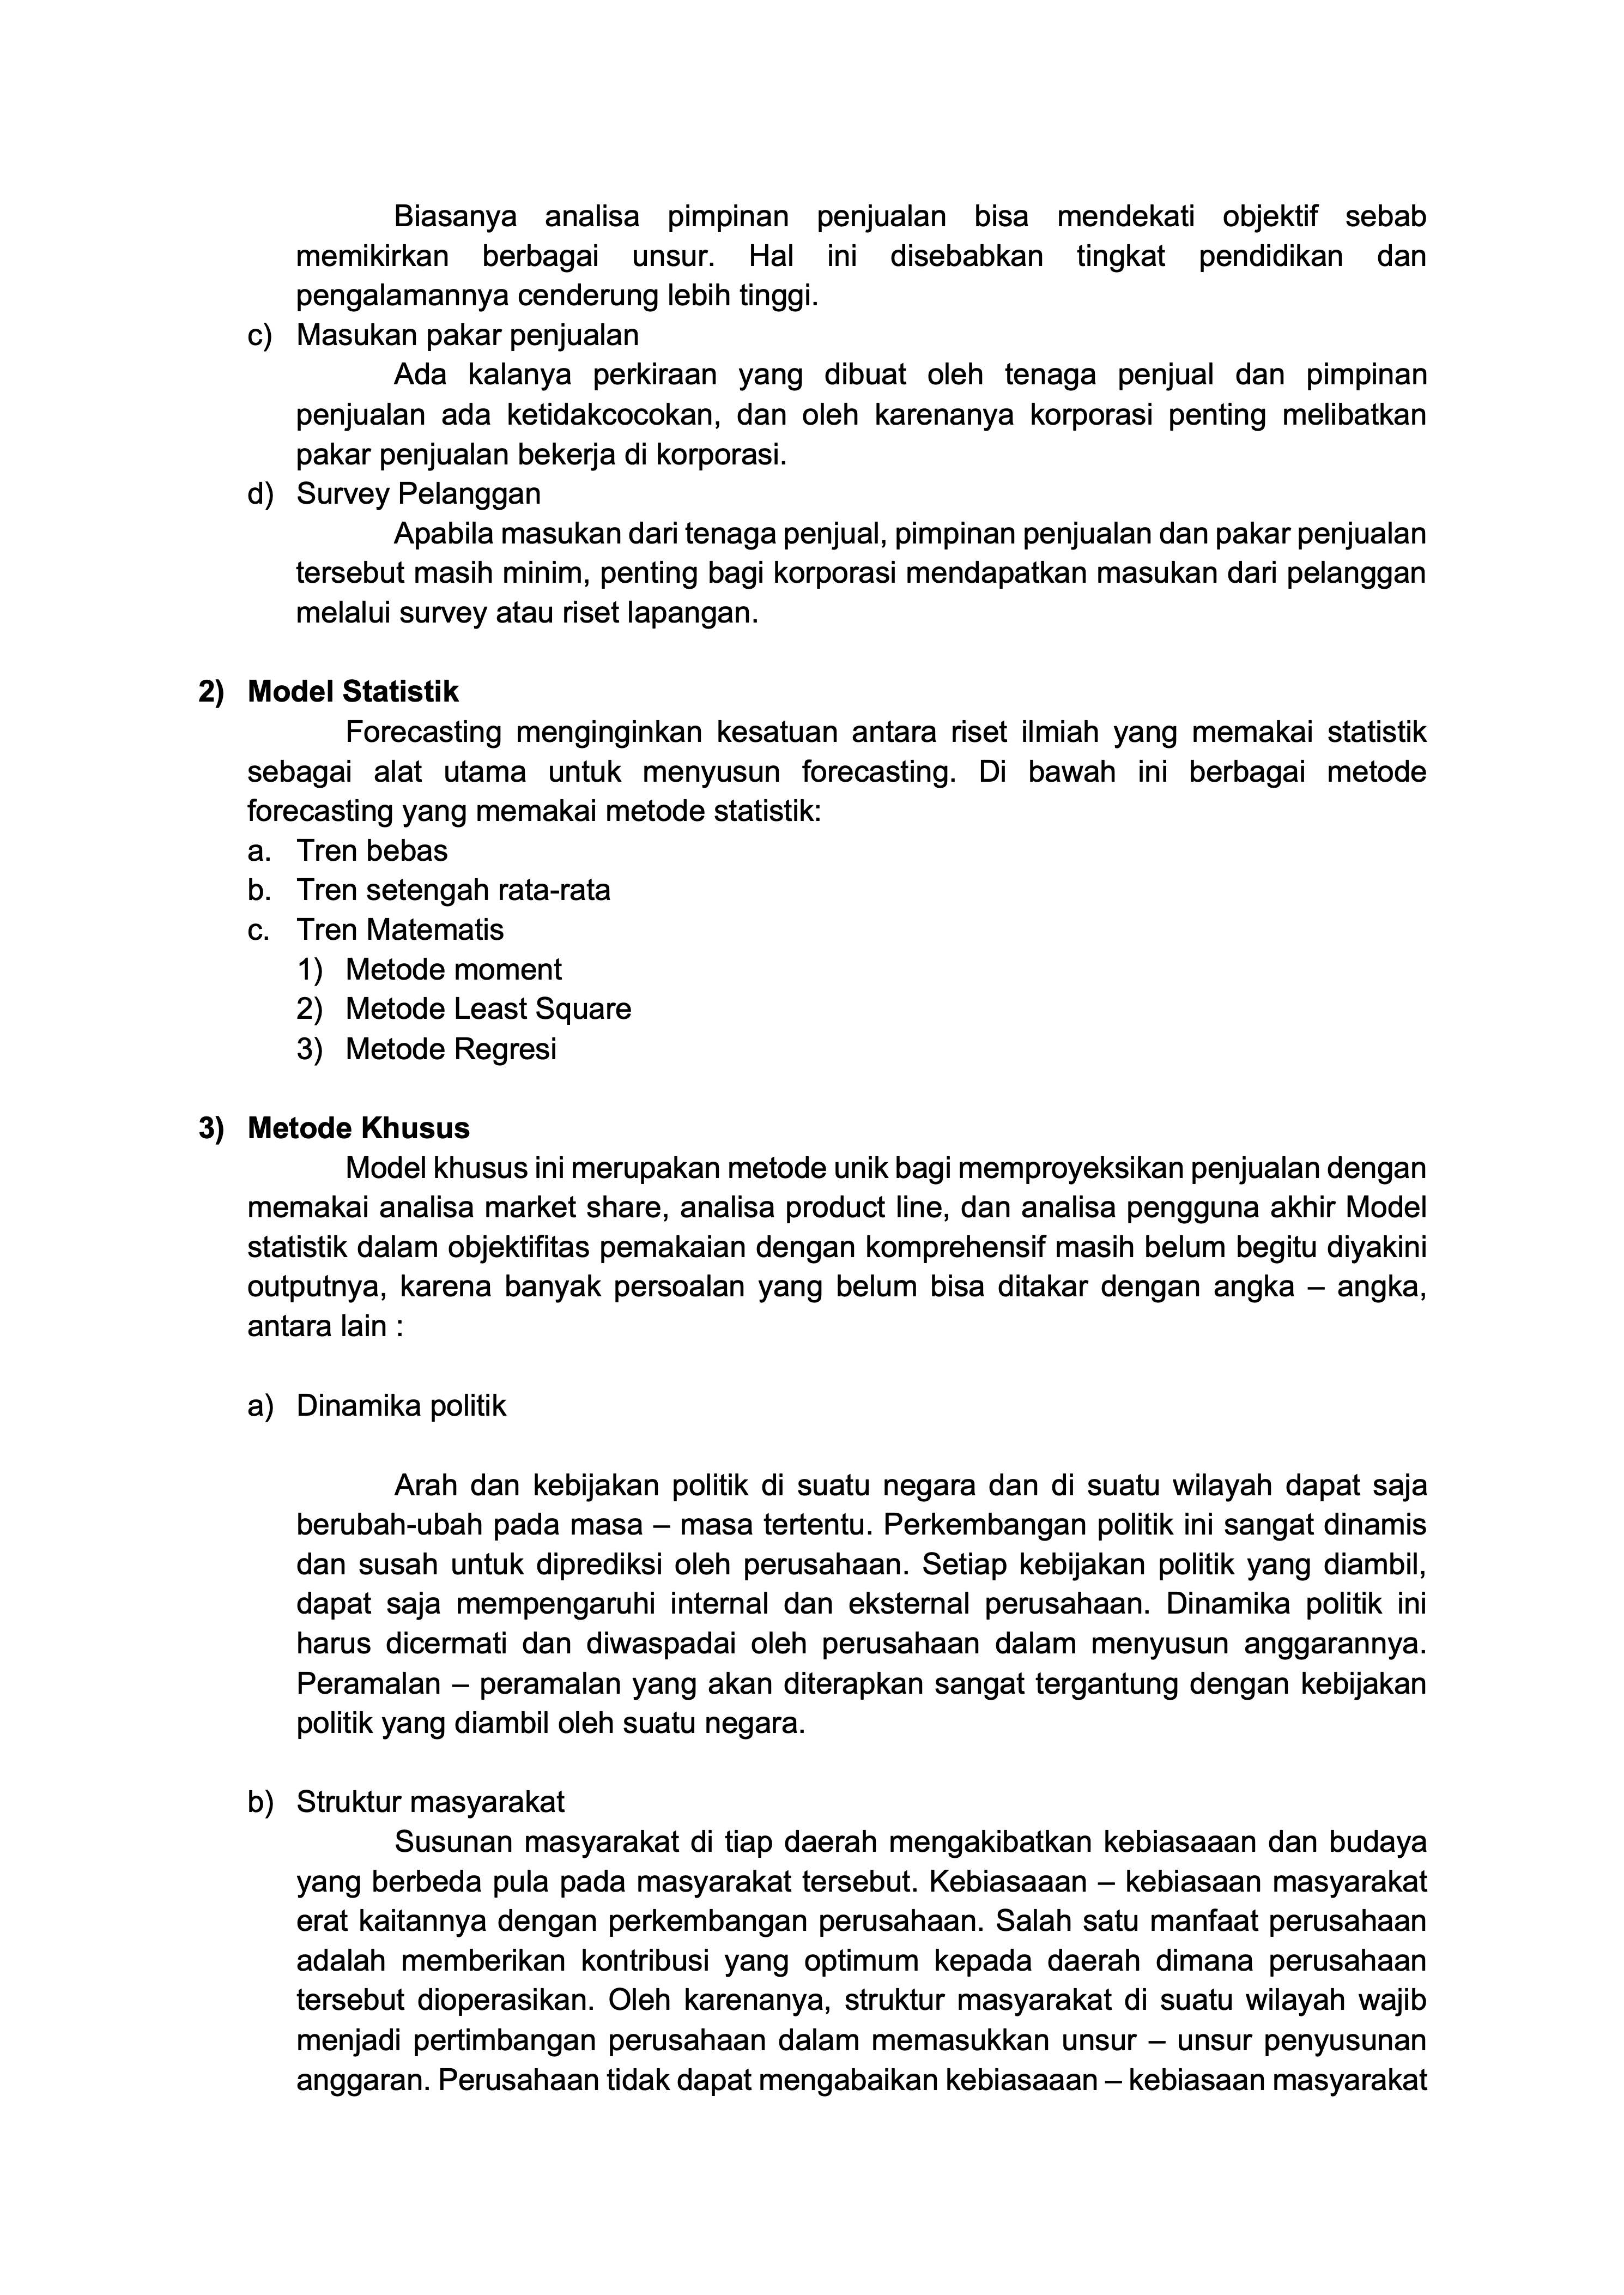 Biasanya analisa pimpinan penjualan bisa mendekati objektif sebab
memikirkan berbagai unsur. Hal ini disebabkan tingkat pendidikan dan
pengalamannya cenderung lebih tinggi.
c) Masukan pakar penjualan
Ada kalanya perkiraan yang dibuat oleh tenaga penjual dan pimpinan
penjualan ada ketidakcocokan, dan oleh karenanya korporasi penting melibatkan
pakar penjualan bekerja di korporasi.
d) Survey Pelanggan
Apabila masukan dari tenaga penjual, pimpinan penjualan dan pakar penjualan
tersebut masih minim, penting bagi korporasi mendapatkan masukan dari pelanggan
melalui survey atau riset lapangan.
2) Model Statistik
Forecasting menginginkan kesatuan antara riset ilmiah yang memakai statistik
sebagai alat utama untuk menyusun forecasting. Di bawah ini berbagai metode
forecasting yang memakai metode statistik:
a. Tren bebas
b. Tren setengah rata-rata
c. Tren Matematis
1) Metode moment
2) Metode Least Square
3) Metode Regresi
3) Metode Khusus
Model khusus ini merupakan metode unik bagi memproyeksikan penjualan dengan
memakai analisa market share, analisa product line, dan analisa pengguna akhir Model
statistik dalam objektifitas pemakaian dengan komprehensif masih belum begitu diyakini
outputnya, karena banyak persoalan yang belum bisa ditakar dengan angka – angka,
antara lain :
a) Dinamika politik
Arah dan kebijakan politik di suatu negara dan di suatu wilayah dapat saja
berubah-ubah pada masa – masa tertentu. Perkembangan politik ini sangat dinamis
dan susah untuk diprediksi oleh perusahaan. Setiap kebijakan politik yang diambil,
dapat saja mempengaruhi internal dan eksternal perusahaan. Dinamika politik ini
harus dicermati dan diwaspadai oleh perusahaan dalam menyusun anggarannya.
Peramalan – peramalan yang akan diterapkan sangat tergantung dengan kebijakan
politik yang diambil oleh suatu negara.
b) Struktur masyarakat
Susunan masyarakat di tiap daerah mengakibatkan kebiasaaan dan budaya
yang berbeda pula pada masyarakat tersebut. Kebiasaaan – kebiasaan masyarakat
erat kaitannya dengan perkembangan perusahaan. Salah satu manfaat perusahaan
adalah memberikan kontribusi yang optimum kepada daerah dimana perusahaan
tersebut dioperasikan. Oleh karenanya, struktur masyarakat di suatu wilayah wajib
menjadi pertimbangan perusahaan dalam memasukkan unsur – unsur penyusunan
anggaran. Perusahaan tidak dapat mengabaikan kebiasaaan – kebiasaan masyarakat